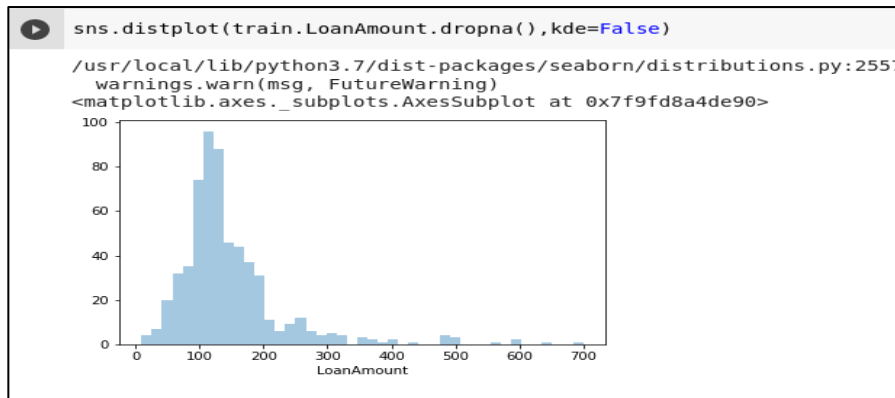 sns.distplot(train.LoanAmount.dropna(),kde=False)
/usr/local/lib/python3.7/dist-packages/seaborn/distributions.py:2557
warnings.warn(msg, FutureWarning)
<matplotlib.axes._subplots.AxesSubplot at 0x7f9fd8a4de90>
100
80
60
40
20
0
0 100 200 300 400 500 600 700
LoanAmount